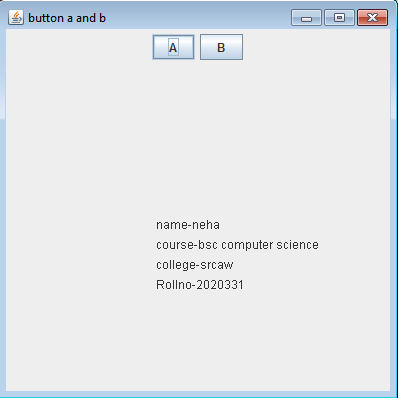 button a and b
A B
name-neha
course-bsc computer science
college-srcaw
Rollno-2020331